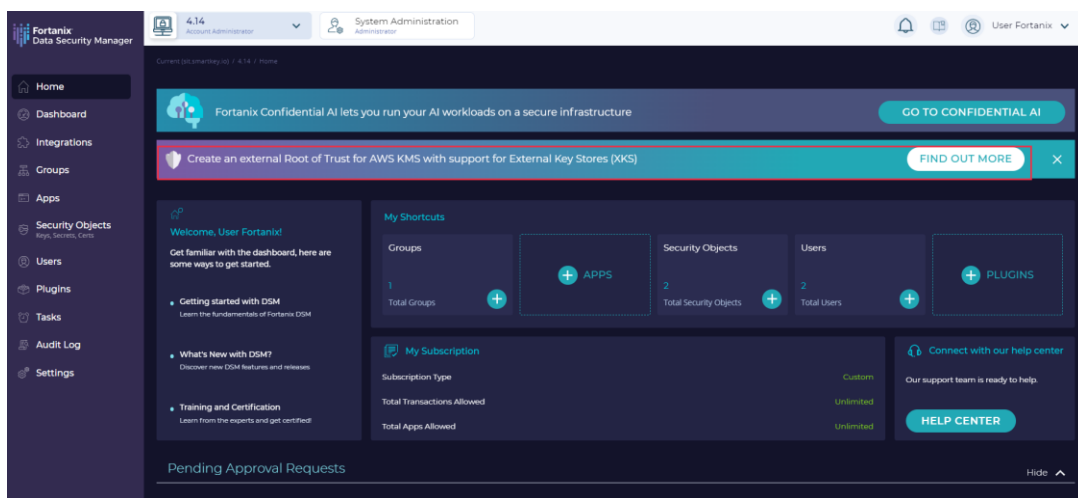 Fortanix
Data Security Manager
4.14
Account Administrator
System Administration
Administrator
User Fortanix
Current (ot.smartkey.io) / 4.14 / Home
Home
Dashboard
Integrations
Groups
Apps
Security Objects
Keys, Secrets, Certs
Users
Plugins
Tasks
Audit Log
Settings
Fortanix Confidential AI lets you run your AI workloads on a secure infrastructure
GO TO CONFIDENTIAL AI
Create an external Root of Trust for AWS KMS with support for External Key Stores (XKS)
FIND OUT MORE
Welcome, User Fortanix!
Get familiar with the dashboard, here are
some ways to get started.
Getting started with DSM
Learn the fundamentals of Fortanix DSM
What's New with DSM?
Discover new DSM features and releases
Training and Certification
Learn from the experts and get certified!
My Shortcuts
Groups
1
Total Groups
APPS
Security Objects
2
Total Security Objects
Users
2
Total Users
PLUGINS
My Subscription
Subscription Type
Custom
Total Transactions Allowed
Unlimited
Total Apps Allowed
Unlimited
Connect with our help center
Our support team is ready to help.
HELP CENTER
Pending Approval Requests
Hide